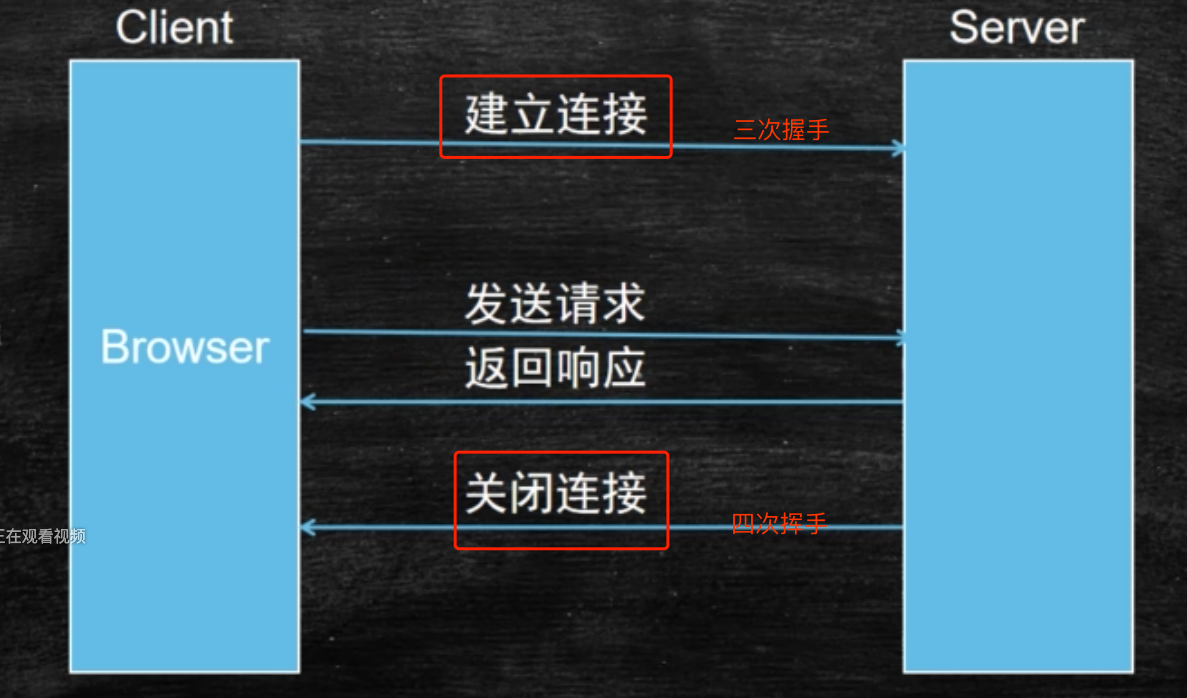 Client
Server
建立连接
三次握手
发送请求
Browser
返回响应
关闭连接
四次挥手
正在观看视频